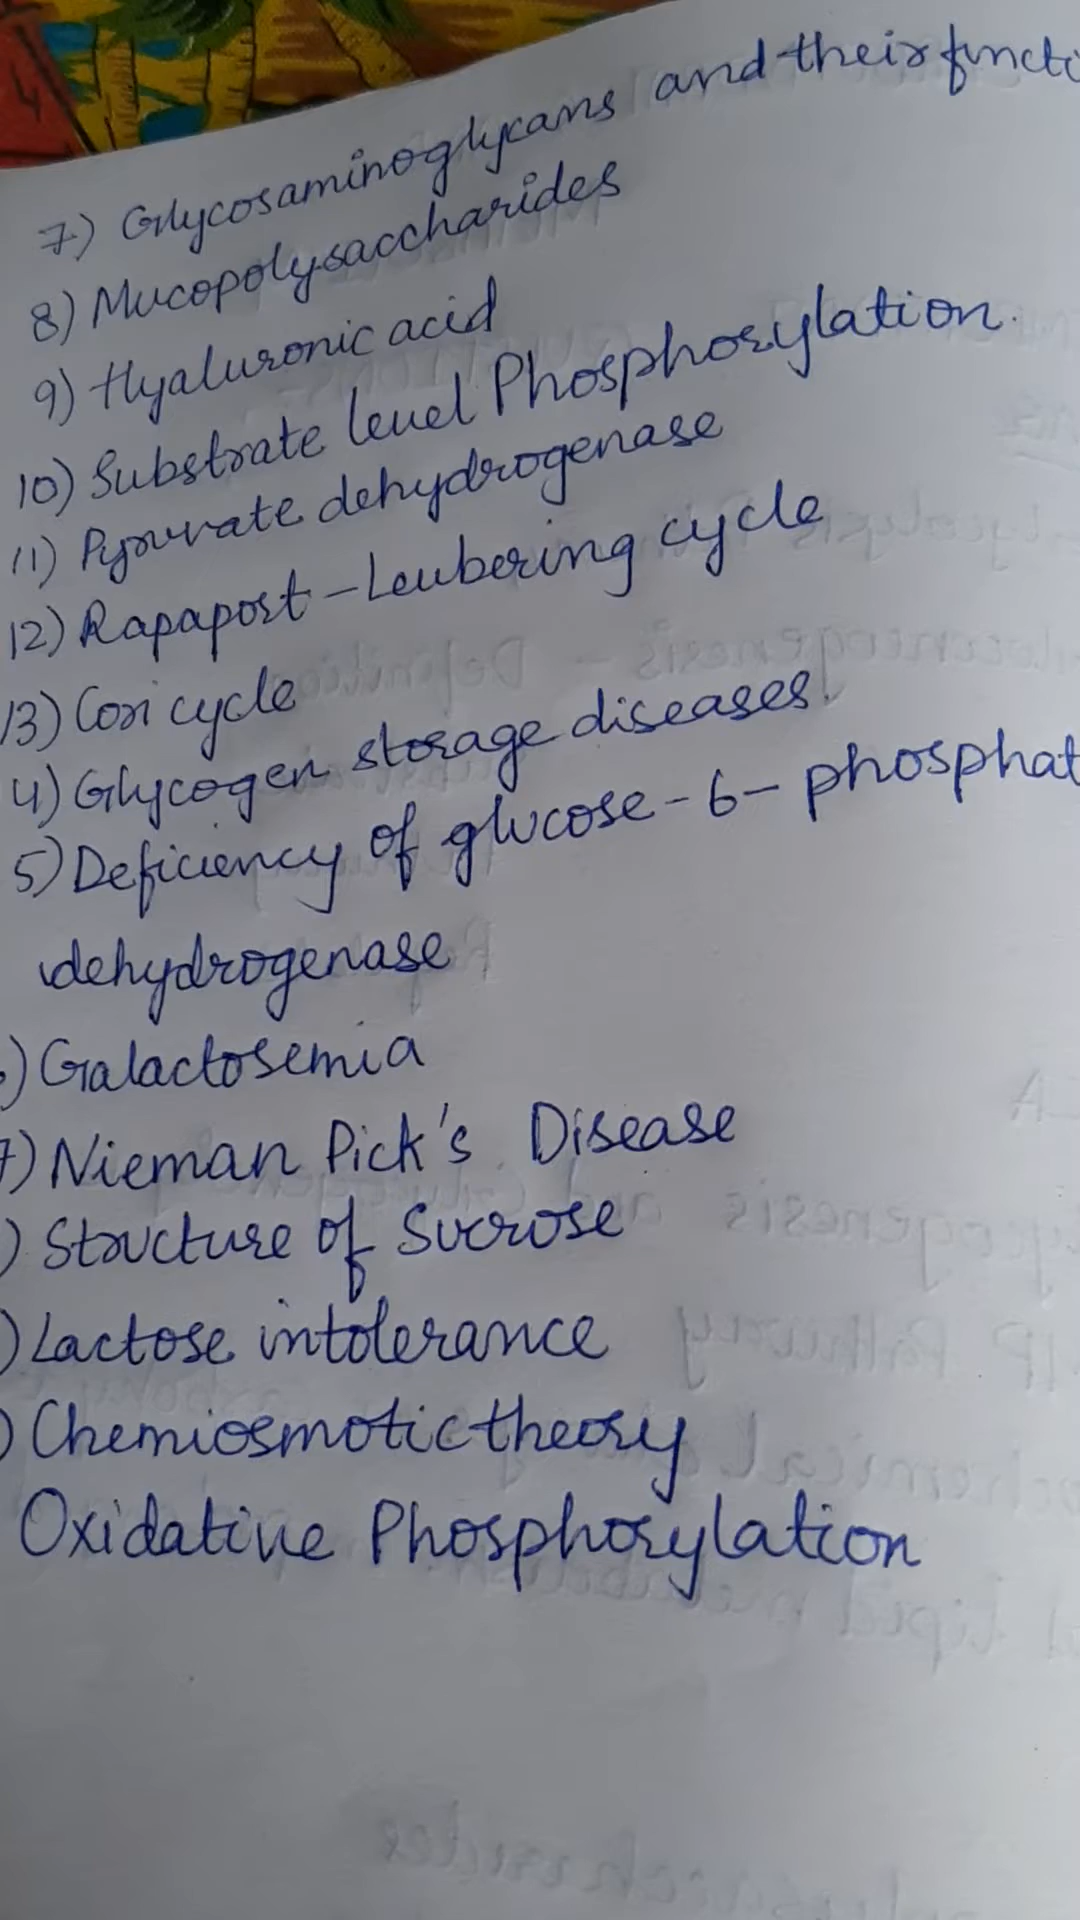 7) Glycosaminoglycans and their functi
8) Mucopolysaccharides
9) Hyaluronic acid
10) Substrate level Phosphorylation.
11) Pyruvate dehydrogenase
12) Rapaport - Leubering cycle
13) Cori cycle
4) Glycogen storage diseases.
5) Deficiency of glucose - 6 - phosphat
dehydrogenase
) Galactosemia
7) Nieman Pick's Disease
) Structure of Sucrose
) Lactose intolerance
) Chemiosmotic theory
Oxidative Phosphorylation